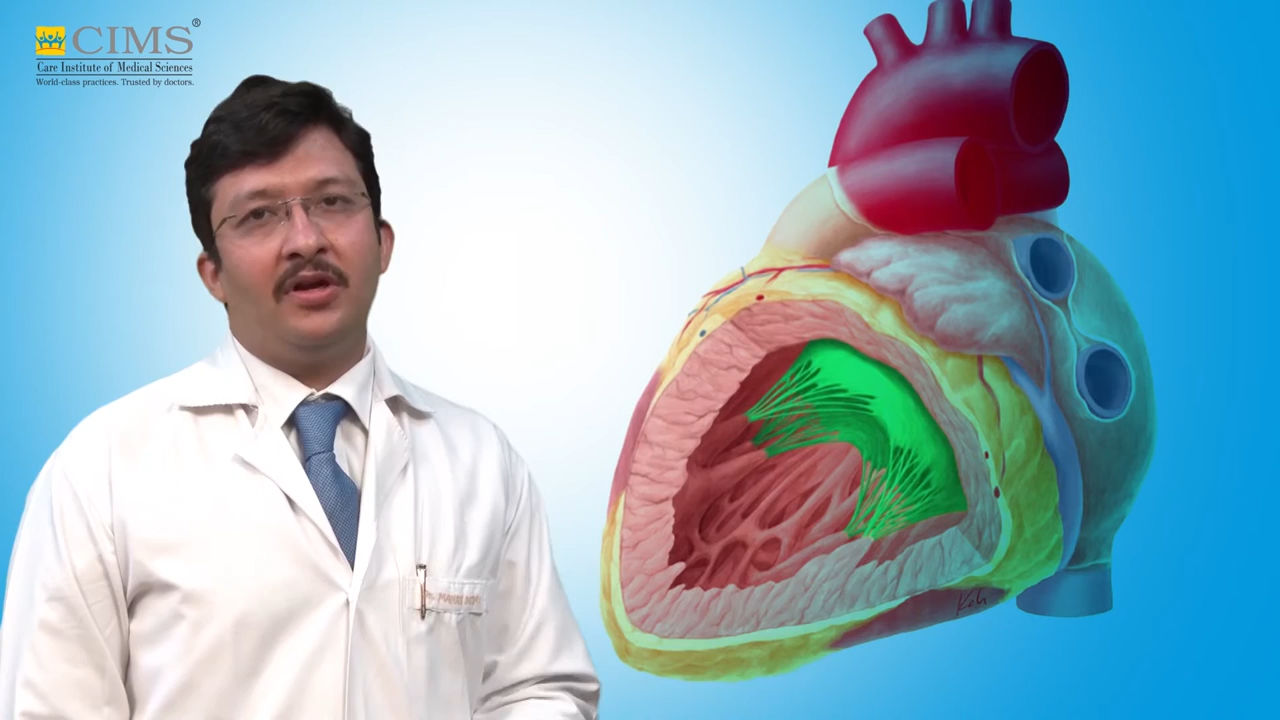 CIMS®
Care Institute of Medical Sciences
World-class practices. Trusted by doctors.